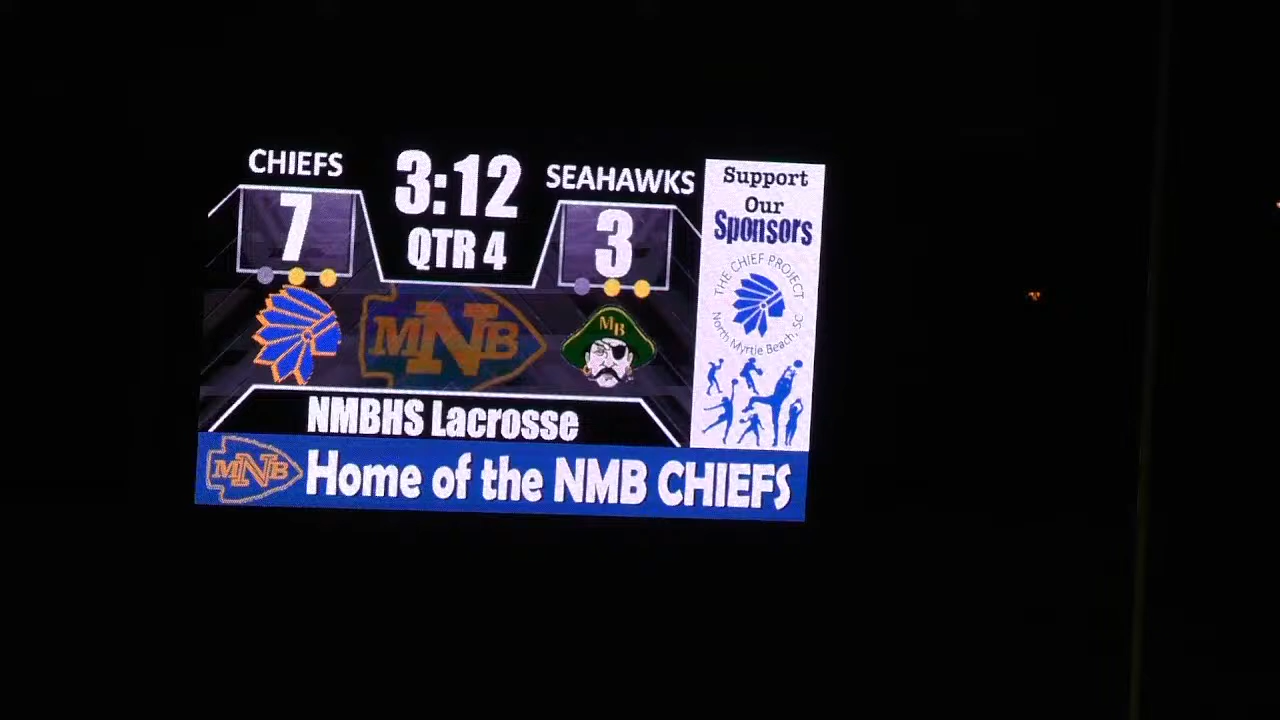 CHIEFS
3:12
SEAHAWKS
7
QTR 4
3
MNB
MB
NMBHS Lacrosse
MNB
Home of the NMB CHIEFS
Support
Our
Sponsors
THE CHIEF PROJECT
North Myrtle Beach, SC